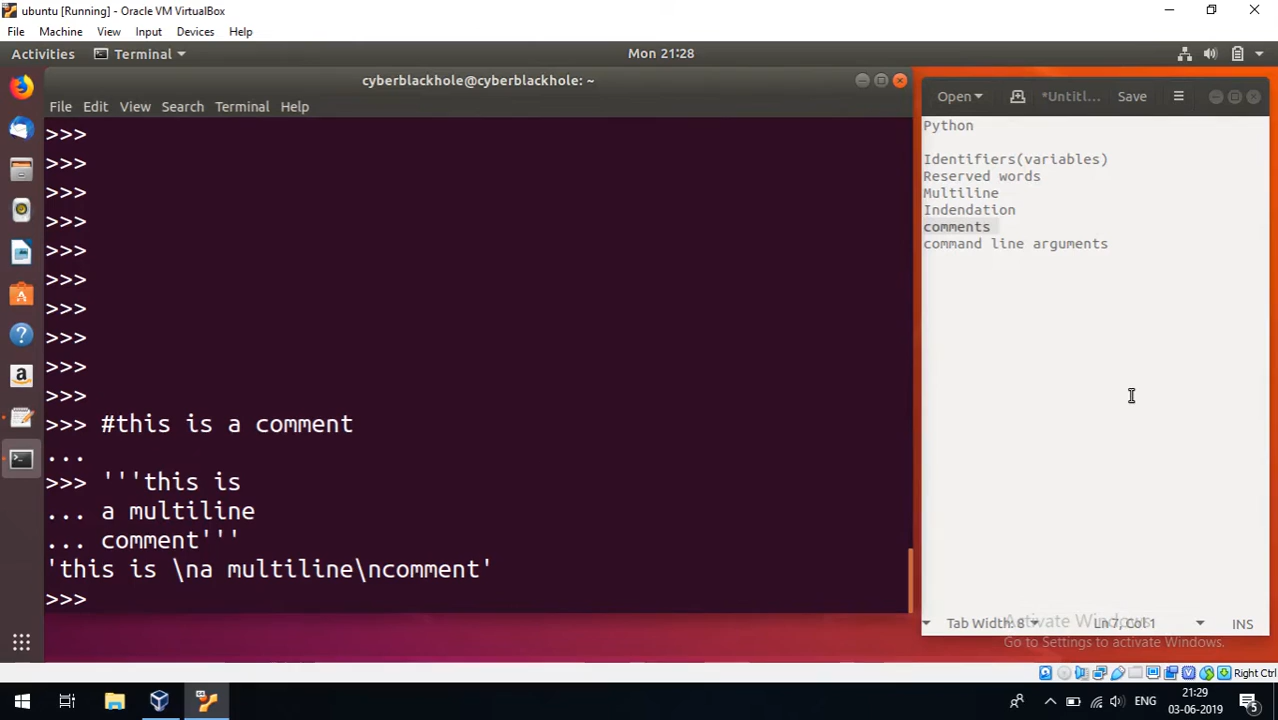 ubuntu [Running] - Oracle VM VirtualBox
File Machine View Input Devices Help
Activities Terminal Mon 21:28
cyberblackhole@cyberblackhole: ~
File Edit View Search Terminal Help
>>>
>>>
>>>
>>>
>>>
>>>
>>>
>>>
>>>
>>>
>>> #this is a comment
...
>>> '''this is
... a multiline
... comment'''
'this is \na multiline\ncomment'
>>>
Open *Untitl... Save
Python
Identifiers(variables)
Reserved words
Multiline
Indendation
comments
command line arguments
Tab Width: 8 Ln7, Col 1 INS
Activate Windows
Go to Settings to activate Windows.
Right Ctrl
ENG 21:29
03-06-2019
5